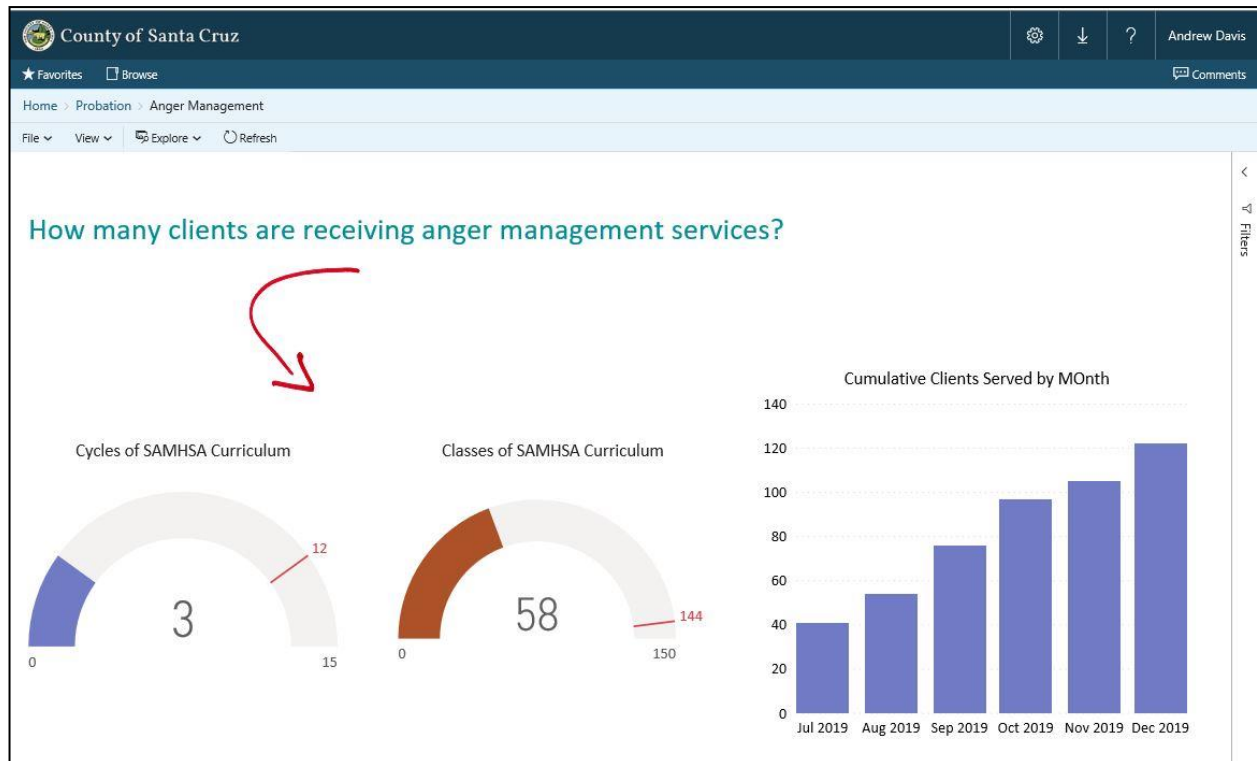 County of Santa Cruz
? Andrew Davis
Favorites Browse
Comments
Home > Probation > Anger Management
File View Explore Refresh
Filters
How many clients are receiving anger management services?
Cycles of SAMHSA Curriculum
12
3
0 15
Classes of SAMHSA Curriculum
144
58
0 150
Cumulative Clients Served by MOnth
140
120
100
80
60
40
20
0
Jul 2019 Aug 2019 Sep 2019 Oct 2019 Nov 2019 Dec 2019